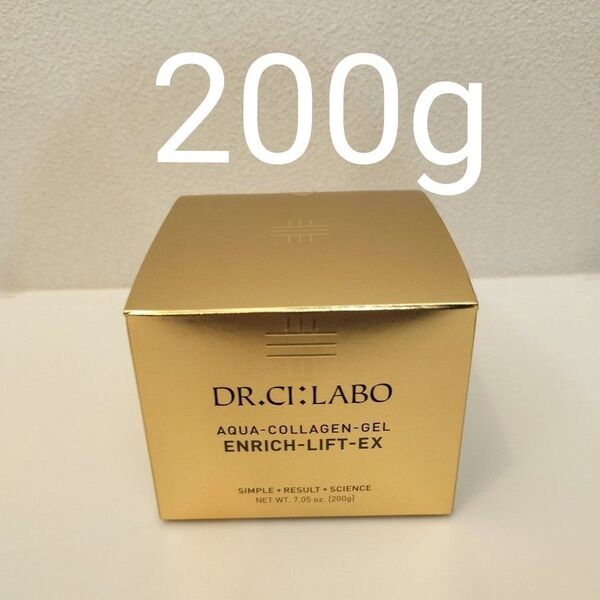 200g
DR.CI:LABO
AQUA-COLLAGEN-GEL
ENRICH-LIFT-EX
SIMPLE + RESULT + SCIENCE
NET WT. 7.05 oz. [200g]